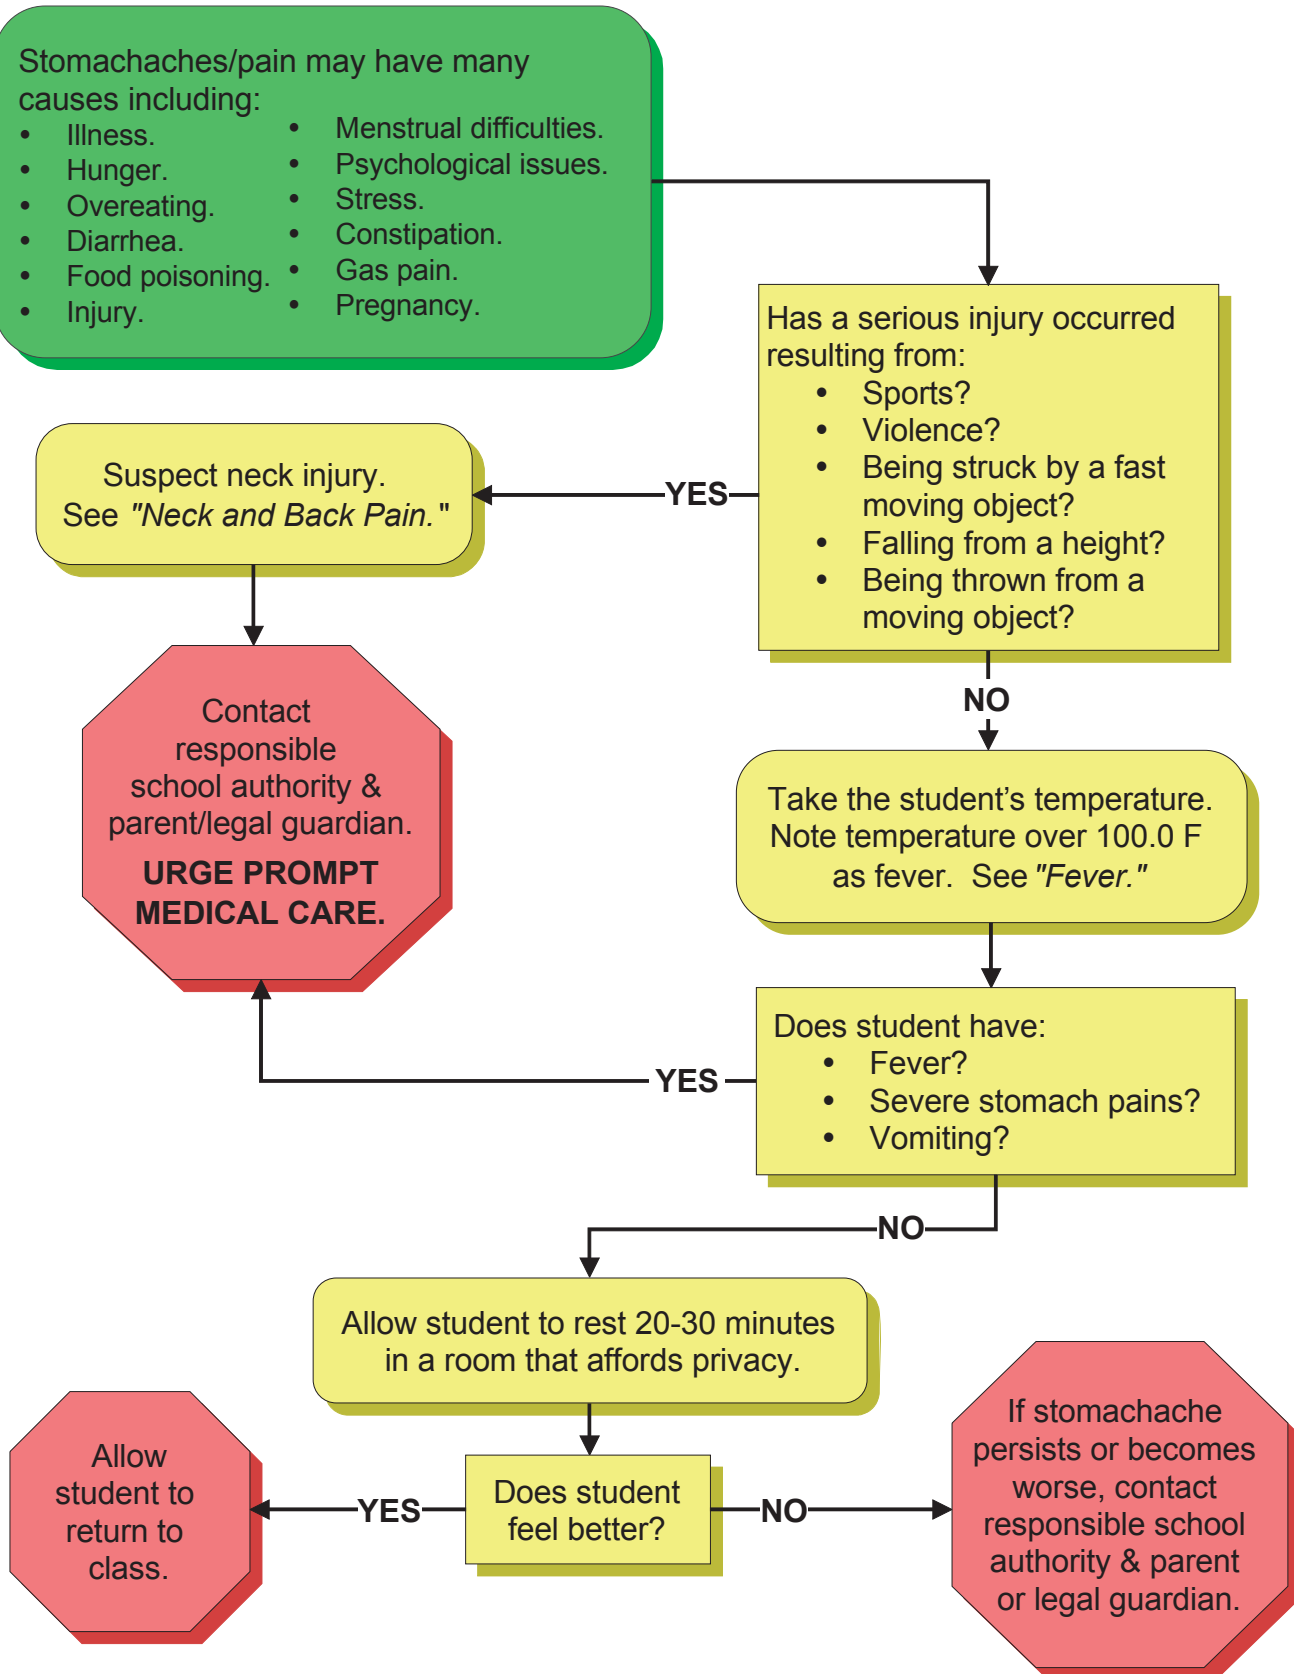 Stomachaches/pain may have many
causes including:
• Illness.
• Hunger.
• Overeating.
• Diarrhea.
• Food poisoning.
• Injury.
• Menstrual difficulties.
• Psychological issues.
• Stress.
• Constipation.
• Gas pain.
• Pregnancy.
Has a serious injury occurred
resulting from:
• Sports?
• Violence?
• Being struck by a fast
moving object?
• Falling from a height?
• Being thrown from a
moving object?
YES
Suspect neck injury.
See "Neck and Back Pain."
Contact
responsible
school authority &
parent/legal guardian.
URGE PROMPT
MEDICAL CARE.
NO
Take the student’s temperature.
Note temperature over 100.0 F
as fever. See "Fever."
Does student have:
• Fever?
• Severe stomach pains?
• Vomiting?
YES
NO
Allow student to rest 20-30 minutes
in a room that affords privacy.
Does student
feel better?
YES
Allow
student to
return to
class.
NO
If stomachache
persists or becomes
worse, contact
responsible school
authority & parent
or legal guardian.